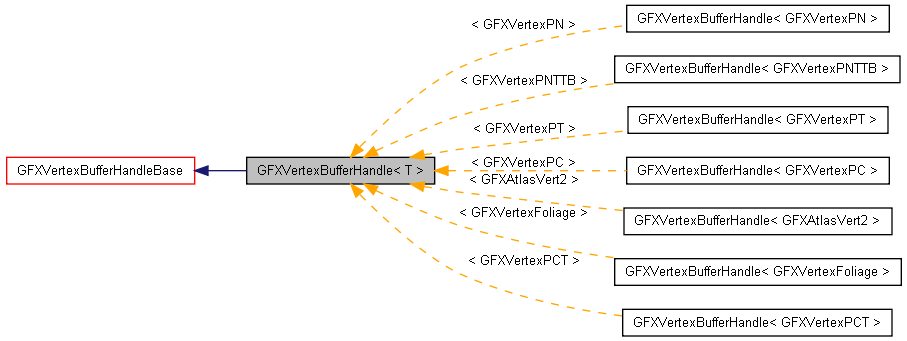 < GFXVertexPN >
GFXVertexBufferHandle< GFXVertexPN >
< GFXVertexPNTTB >
GFXVertexBufferHandle< GFXVertexPNTTB >
< GFXVertexPT >
GFXVertexBufferHandle< GFXVertexPT >
GFXVertexBufferHandleBase
GFXVertexBufferHandle< T >
< GFXVertexPC >
GFXVertexBufferHandle< GFXVertexPC >
< GFXAtlasVert2 >
GFXVertexBufferHandle< GFXAtlasVert2 >
< GFXVertexFoliage >
GFXVertexBufferHandle< GFXVertexFoliage >
< GFXVertexPCT >
GFXVertexBufferHandle< GFXVertexPCT >